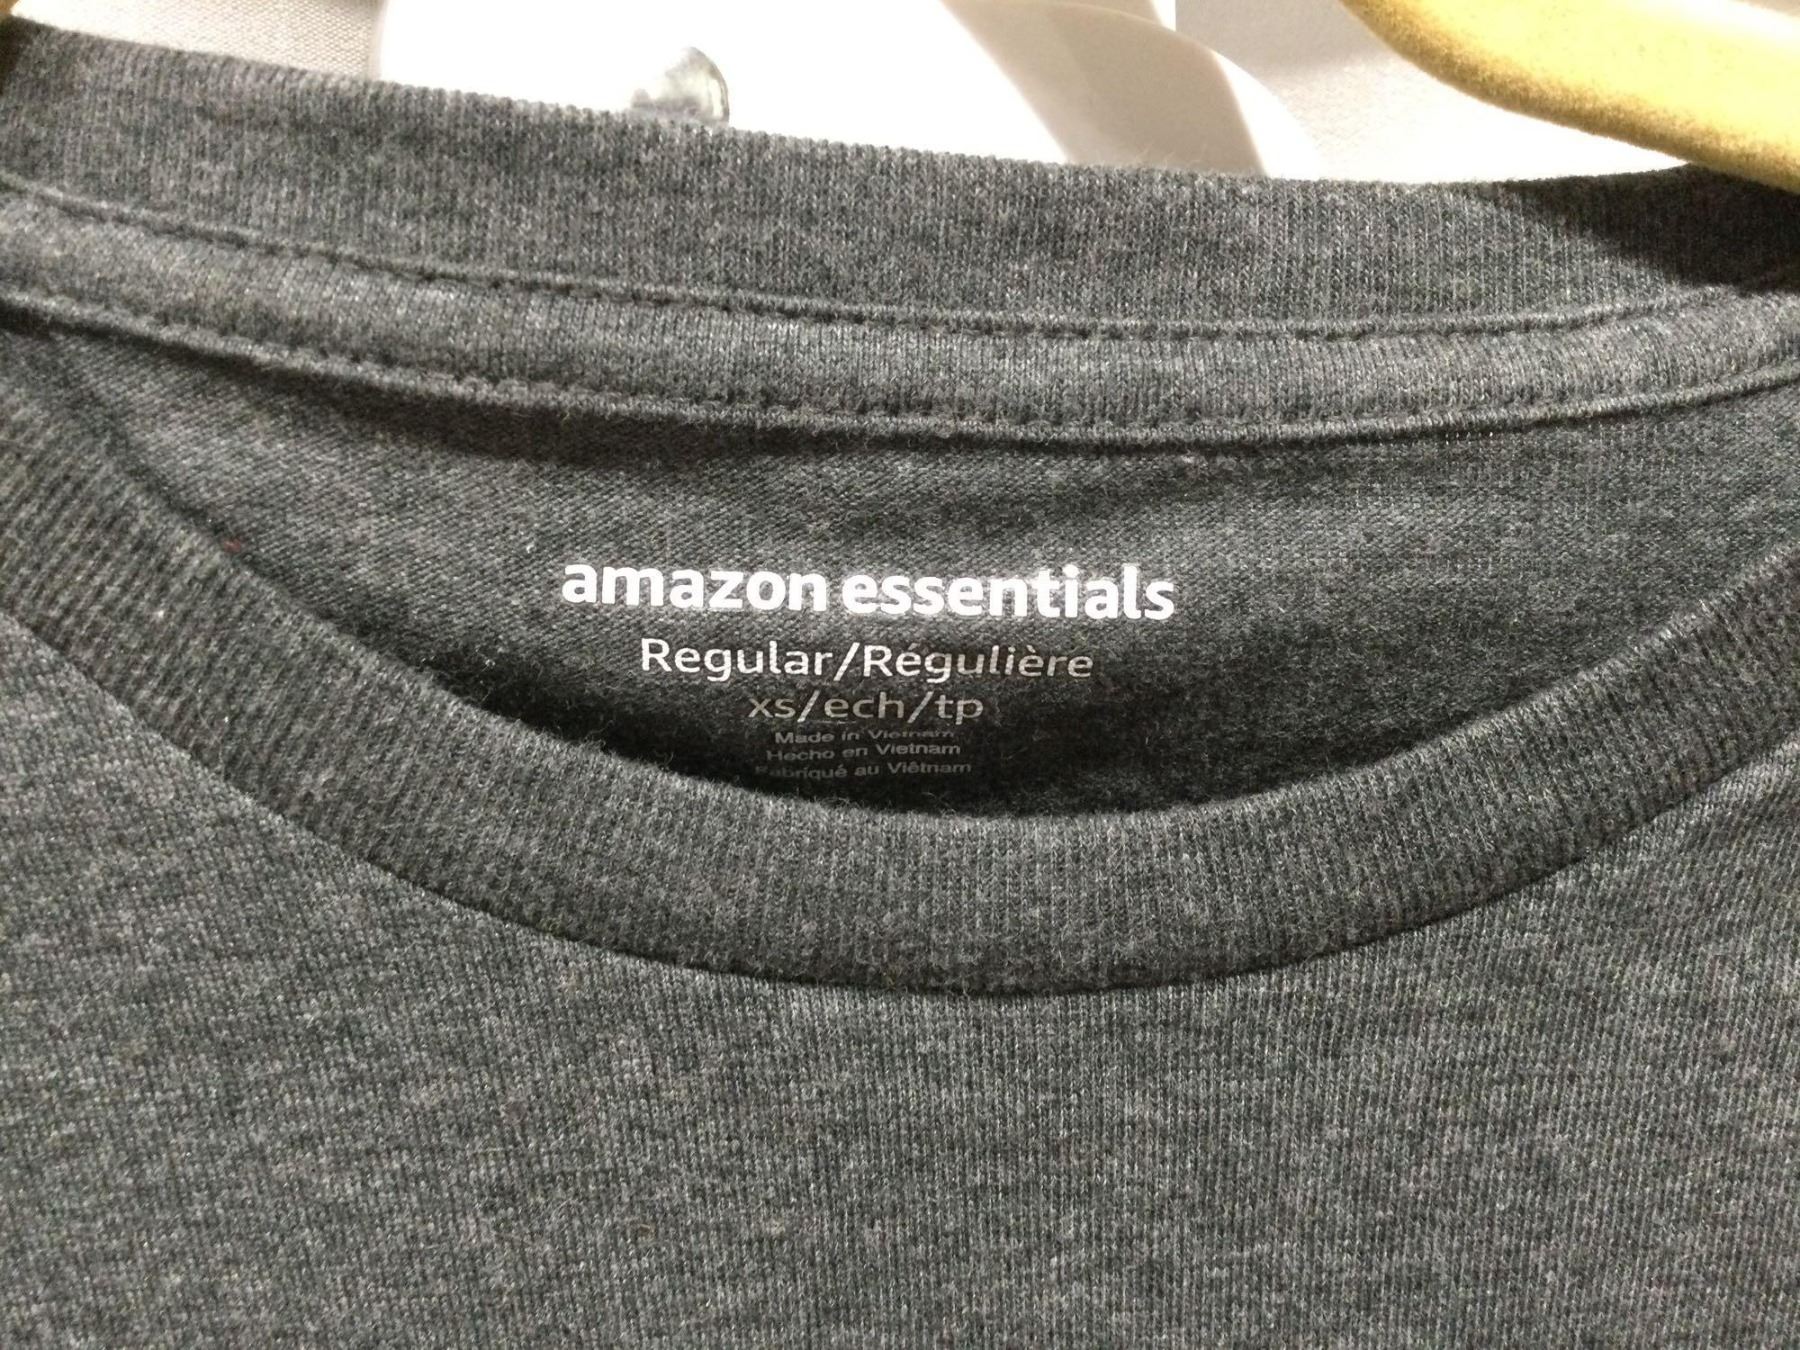 amazon essentials
Regular/Régulière
xs/ech/tp
Made in Vietnam
Hecho en Vietnam
Fabriqué au Viêtnam